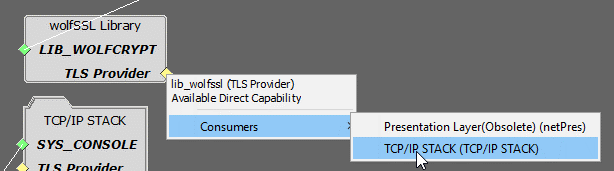 wolfSSL Library
LIB_WOLFCRYPT
TLS Provider
lib_wolfssl (TLS Provider)
Available Direct Capability
Consumers
Presentation Layer(Obsolete) (netPres)
TCP/IP STACK (TCP/IP STACK)
TCP/IP STACK
SYS_CONSOLE
TLS Provider